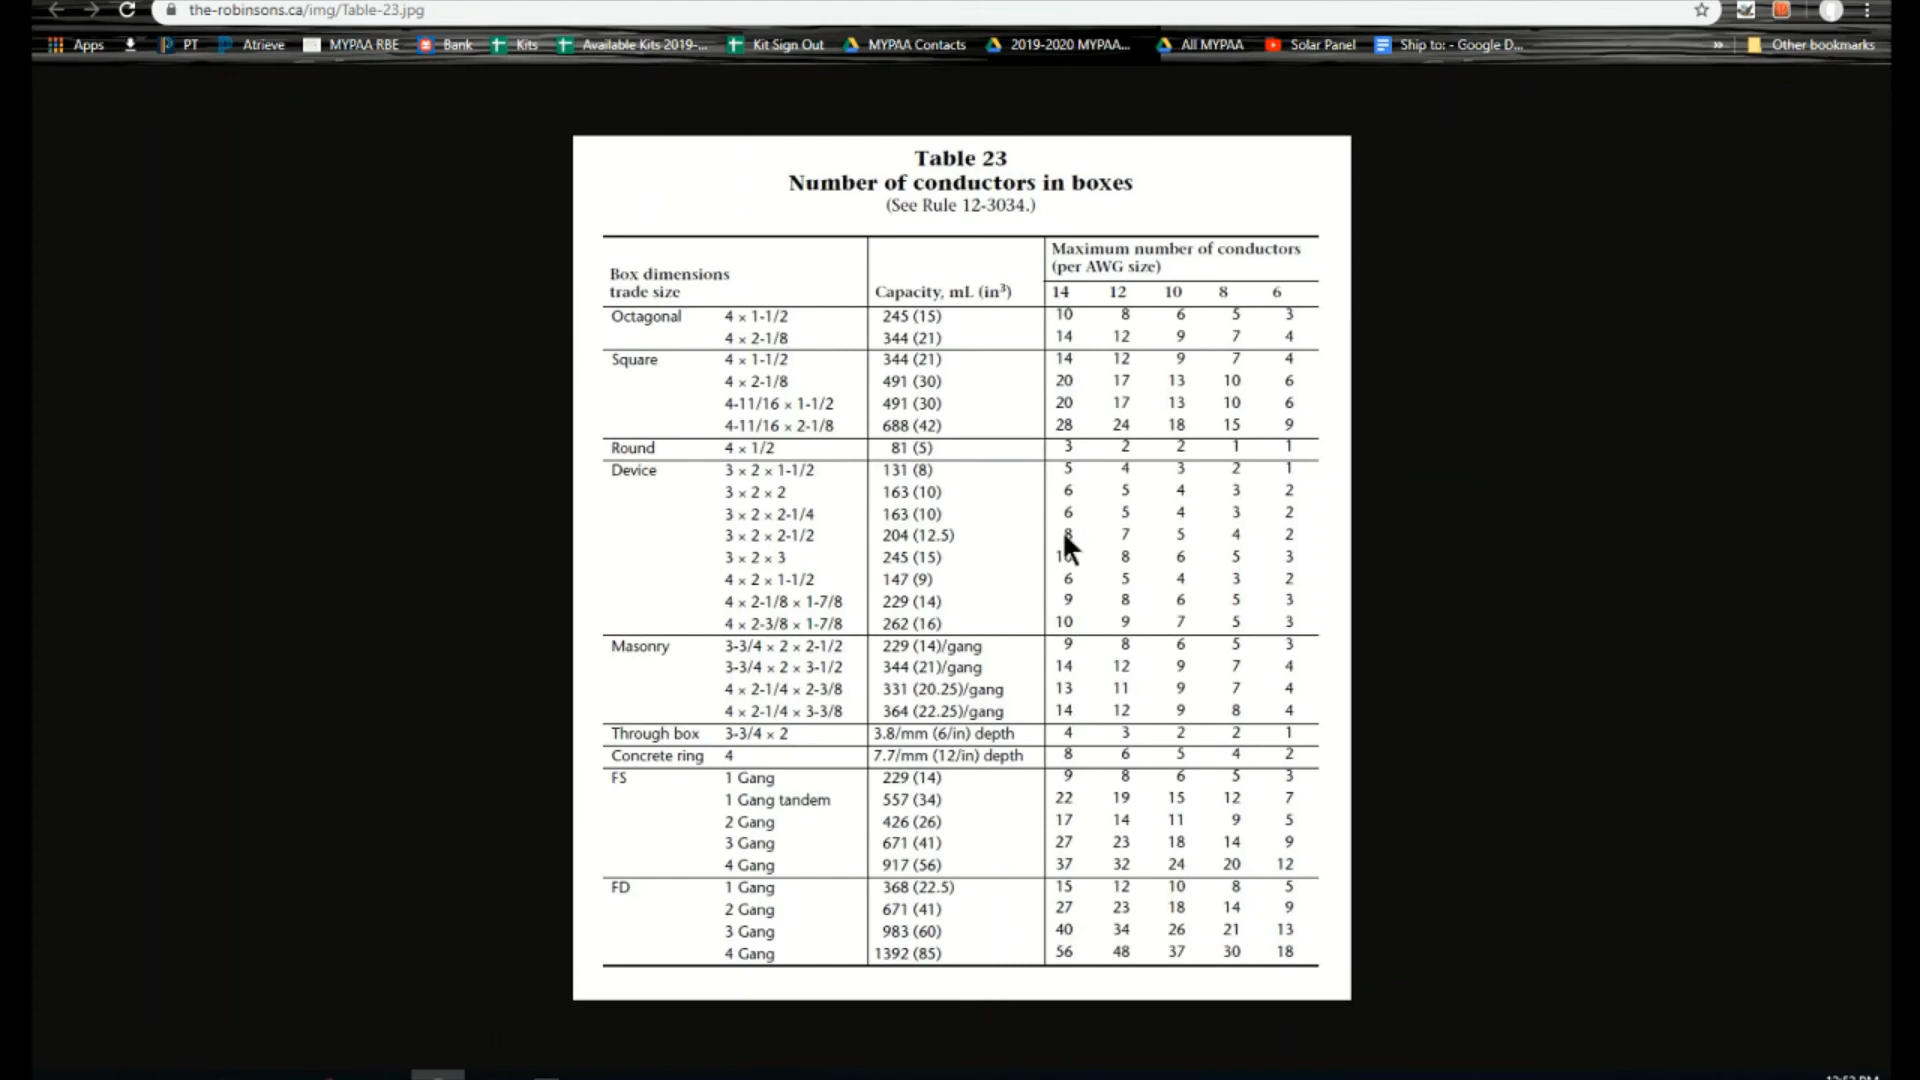 the-robinsons.ca/img/Table-23.jpg
Apps PT Atrieve MYPAA RBE Bank Kits Available Kits 2019-... Kit Sign Out MYPAA Contacts 2019-2020 MYPAA... All MYPAA Solar Panel Ship to: - Google D... » Other bookmarks
Table 23
Number of conductors in boxes
(See Rule 12-3034.)
Maximum number of conductors
(per AWG size)
Box dimensions
trade size Capacity, mL (in³) 14 12 10 8 6
Octagonal 4 × 1-1/2 245 (15) 10 8 6 5 3
4 × 2-1/8 344 (21) 14 12 9 7 4
Square 4 × 1-1/2 344 (21) 14 12 9 7 4
4 × 2-1/8 491 (30) 20 17 13 10 6
4-11/16 × 1-1/2 491 (30) 20 17 13 10 6
4-11/16 × 2-1/8 688 (42) 28 24 18 15 9
Round 4 × 1/2 81 (5) 3 2 2 1 1
Device 3 × 2 × 1-1/2 131 (8) 5 4 3 2 1
3 × 2 × 2 163 (10) 6 5 4 3 2
3 × 2 × 2-1/4 163 (10) 6 5 4 3 2
3 × 2 × 2-1/2 204 (12.5) 8 7 5 4 2
3 × 2 × 3 245 (15) 10 8 6 5 3
4 × 2 × 1-1/2 147 (9) 6 5 4 3 2
4 × 2-1/8 × 1-7/8 229 (14) 9 8 6 5 3
4 × 2-3/8 × 1-7/8 262 (16) 10 9 7 5 3
Masonry 3-3/4 × 2 × 2-1/2 229 (14)/gang 9 8 6 5 3
3-3/4 × 2 × 3-1/2 344 (21)/gang 14 12 9 7 4
4 × 2-1/4 × 2-3/8 331 (20.25)/gang 13 11 9 7 4
4 × 2-1/4 × 3-3/8 364 (22.25)/gang 14 12 9 8 4
Through box 3-3/4 × 2 3.8/mm (6/in) depth 4 3 2 2 1
Concrete ring 4 7.7/mm (12/in) depth 8 6 5 4 2
FS 1 Gang 229 (14) 9 8 6 5 3
1 Gang tandem 557 (34) 22 19 15 12 7
2 Gang 426 (26) 17 14 11 9 5
3 Gang 671 (41) 27 23 18 14 9
4 Gang 917 (56) 37 32 24 20 12
FD 1 Gang 368 (22.5) 15 12 10 8 5
2 Gang 671 (41) 27 23 18 14 9
3 Gang 983 (60) 40 34 26 21 13
4 Gang 1392 (85) 56 48 37 30 18